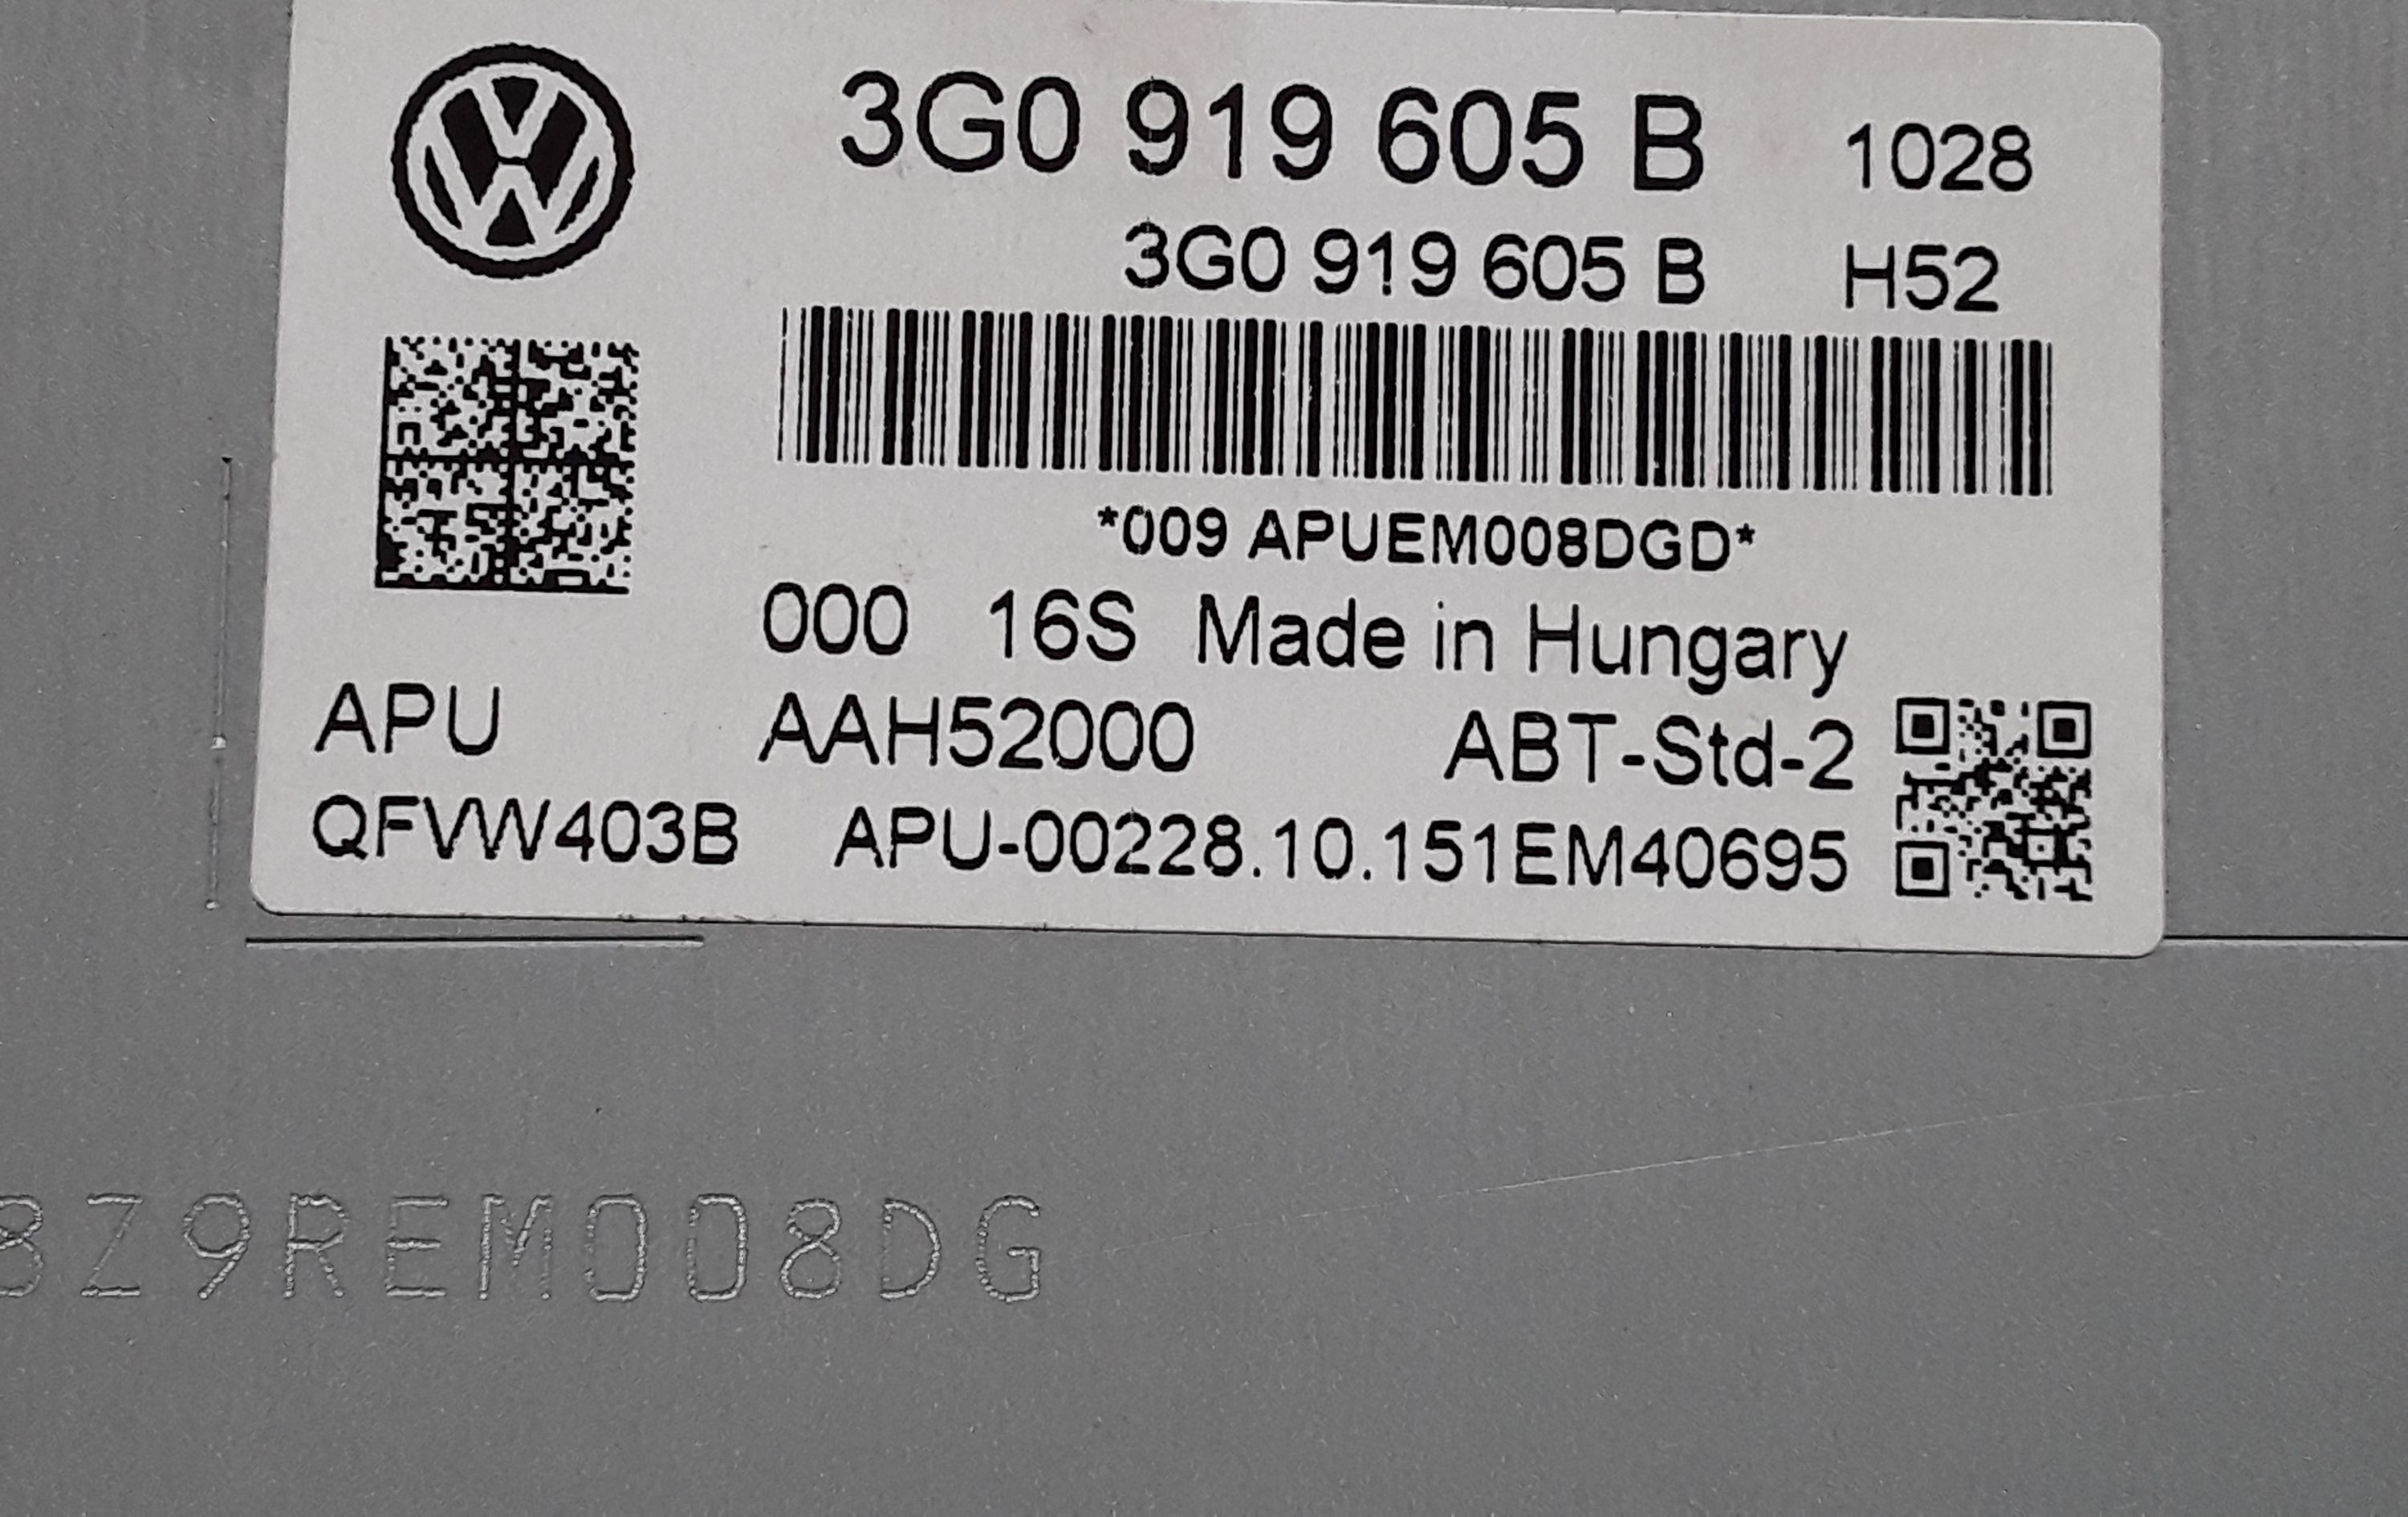 3G0 919 605 B 1028
3G0 919 605 B H52
*009 APUEM008DGD*
000 16S Made in Hungary
APU AAH52000 ABT-Std-2
QFVW403B APU-00228.10.151EM40695
8Z9REM008DG